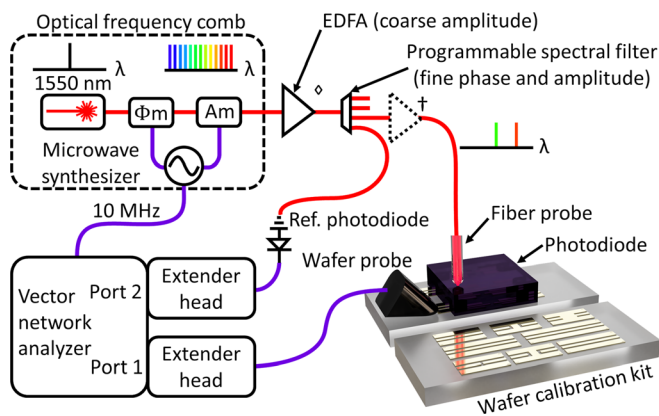 Optical frequency comb
1550 nm
λ
λ
Φm
Am
Microwave
synthesizer
10 MHz
EDFA (coarse amplitude)
◊
Programmable spectral filter
(fine phase and amplitude)
†
λ
Ref. photodiode
Fiber probe
Wafer probe
Photodiode
Vector
network
analyzer
Port 2
Extender
head
Port 1
Extender
head
Wafer calibration kit